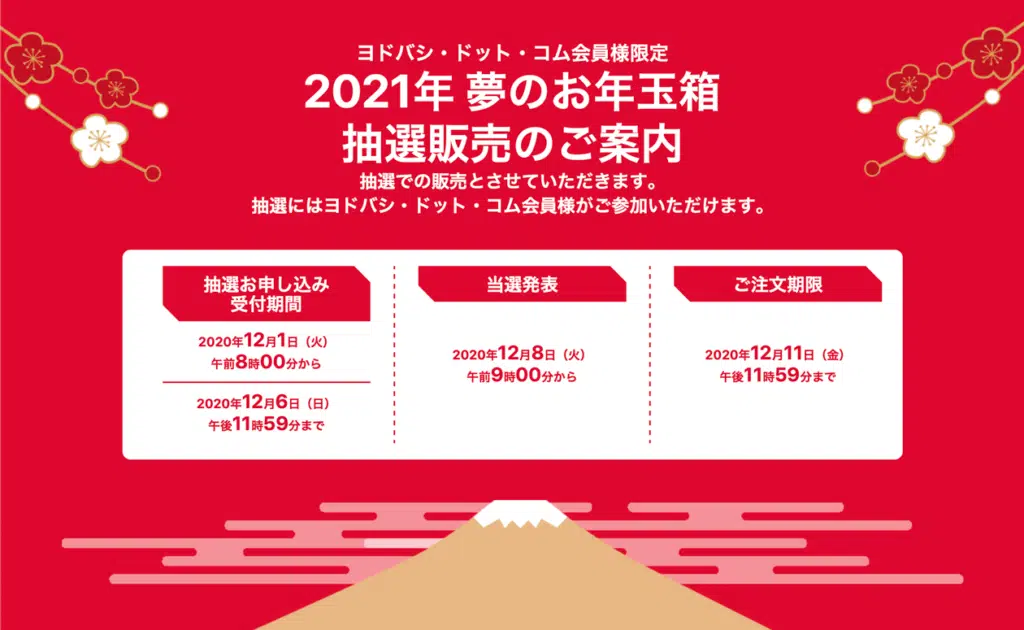 ヨドバシ・ドット・コム会員様限定
2021年 夢のお年玉箱
抽選販売のご案内
抽選での販売とさせていただきます。
抽選にはヨドバシ・ドット・コム会員様がご参加いただけます。
抽選お申し込み
受付期間
2020年12月1日（火）
午前8時00分から
2020年12月6日（日）
午後11時59分まで
当選発表
2020年12月8日（火）
午前9時00分から
ご注文期限
2020年12月11日（金）
午後11時59分まで